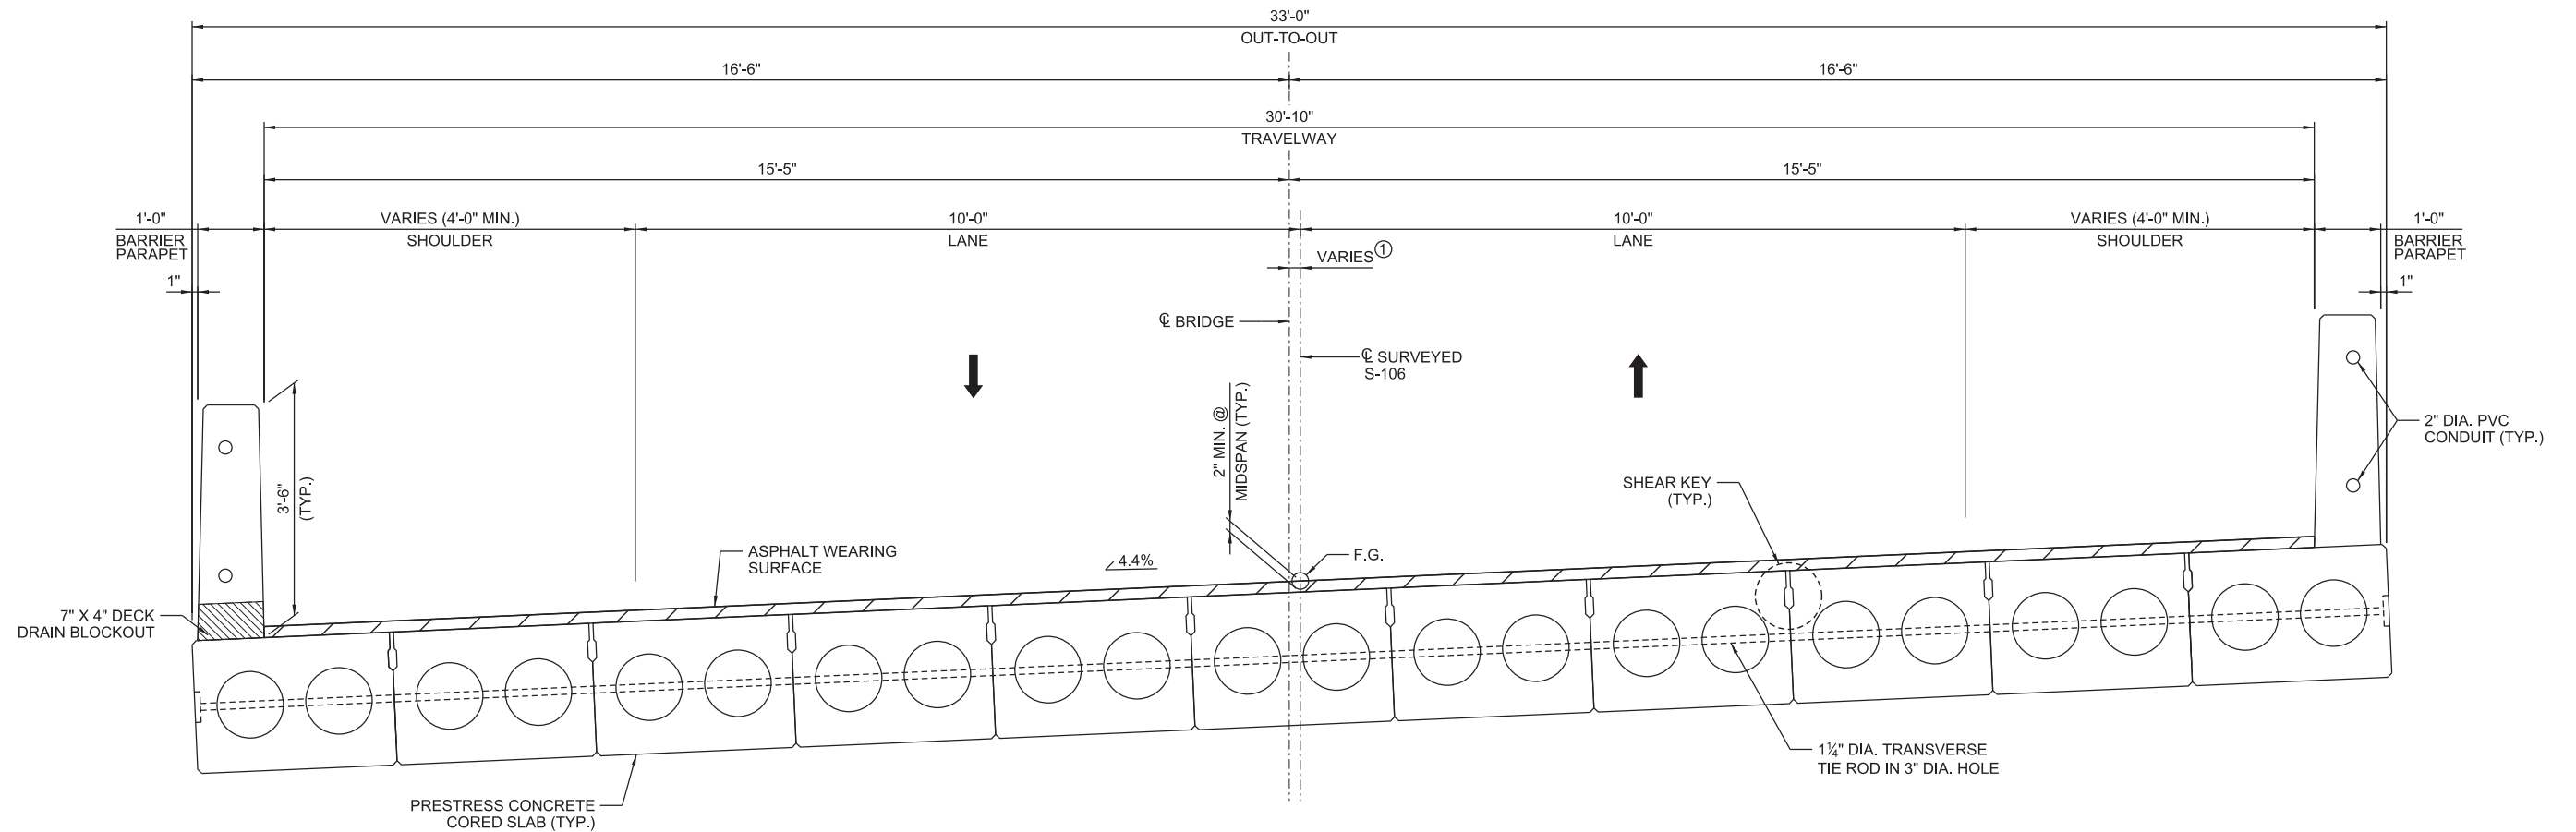 33'-0"
OUT-TO-OUT
16'-6"
16'-6"
30'-10"
TRAVELWAY
15'-5"
15'-5"
1'-0"
BARRIER
PARAPET
VARIES (4'-0" MIN.)
SHOULDER
10'-0"
LANE
10'-0"
LANE
VARIES (4'-0" MIN.)
SHOULDER
1'-0"
BARRIER
PARAPET
VARIES ①
1"
1"
℄ BRIDGE
℄ SURVEYED
S-106
2" MIN. @
MIDSPAN (TYP.)
3'-6"
(TYP.)
2" DIA. PVC
CONDUIT (TYP.)
SHEAR KEY
(TYP.)
ASPHALT WEARING
SURFACE
4.4%
F.G.
7" X 4" DECK
DRAIN BLOCKOUT
1¼" DIA. TRANSVERSE
TIE ROD IN 3" DIA. HOLE
PRESTRESS CONCRETE
CORED SLAB (TYP.)